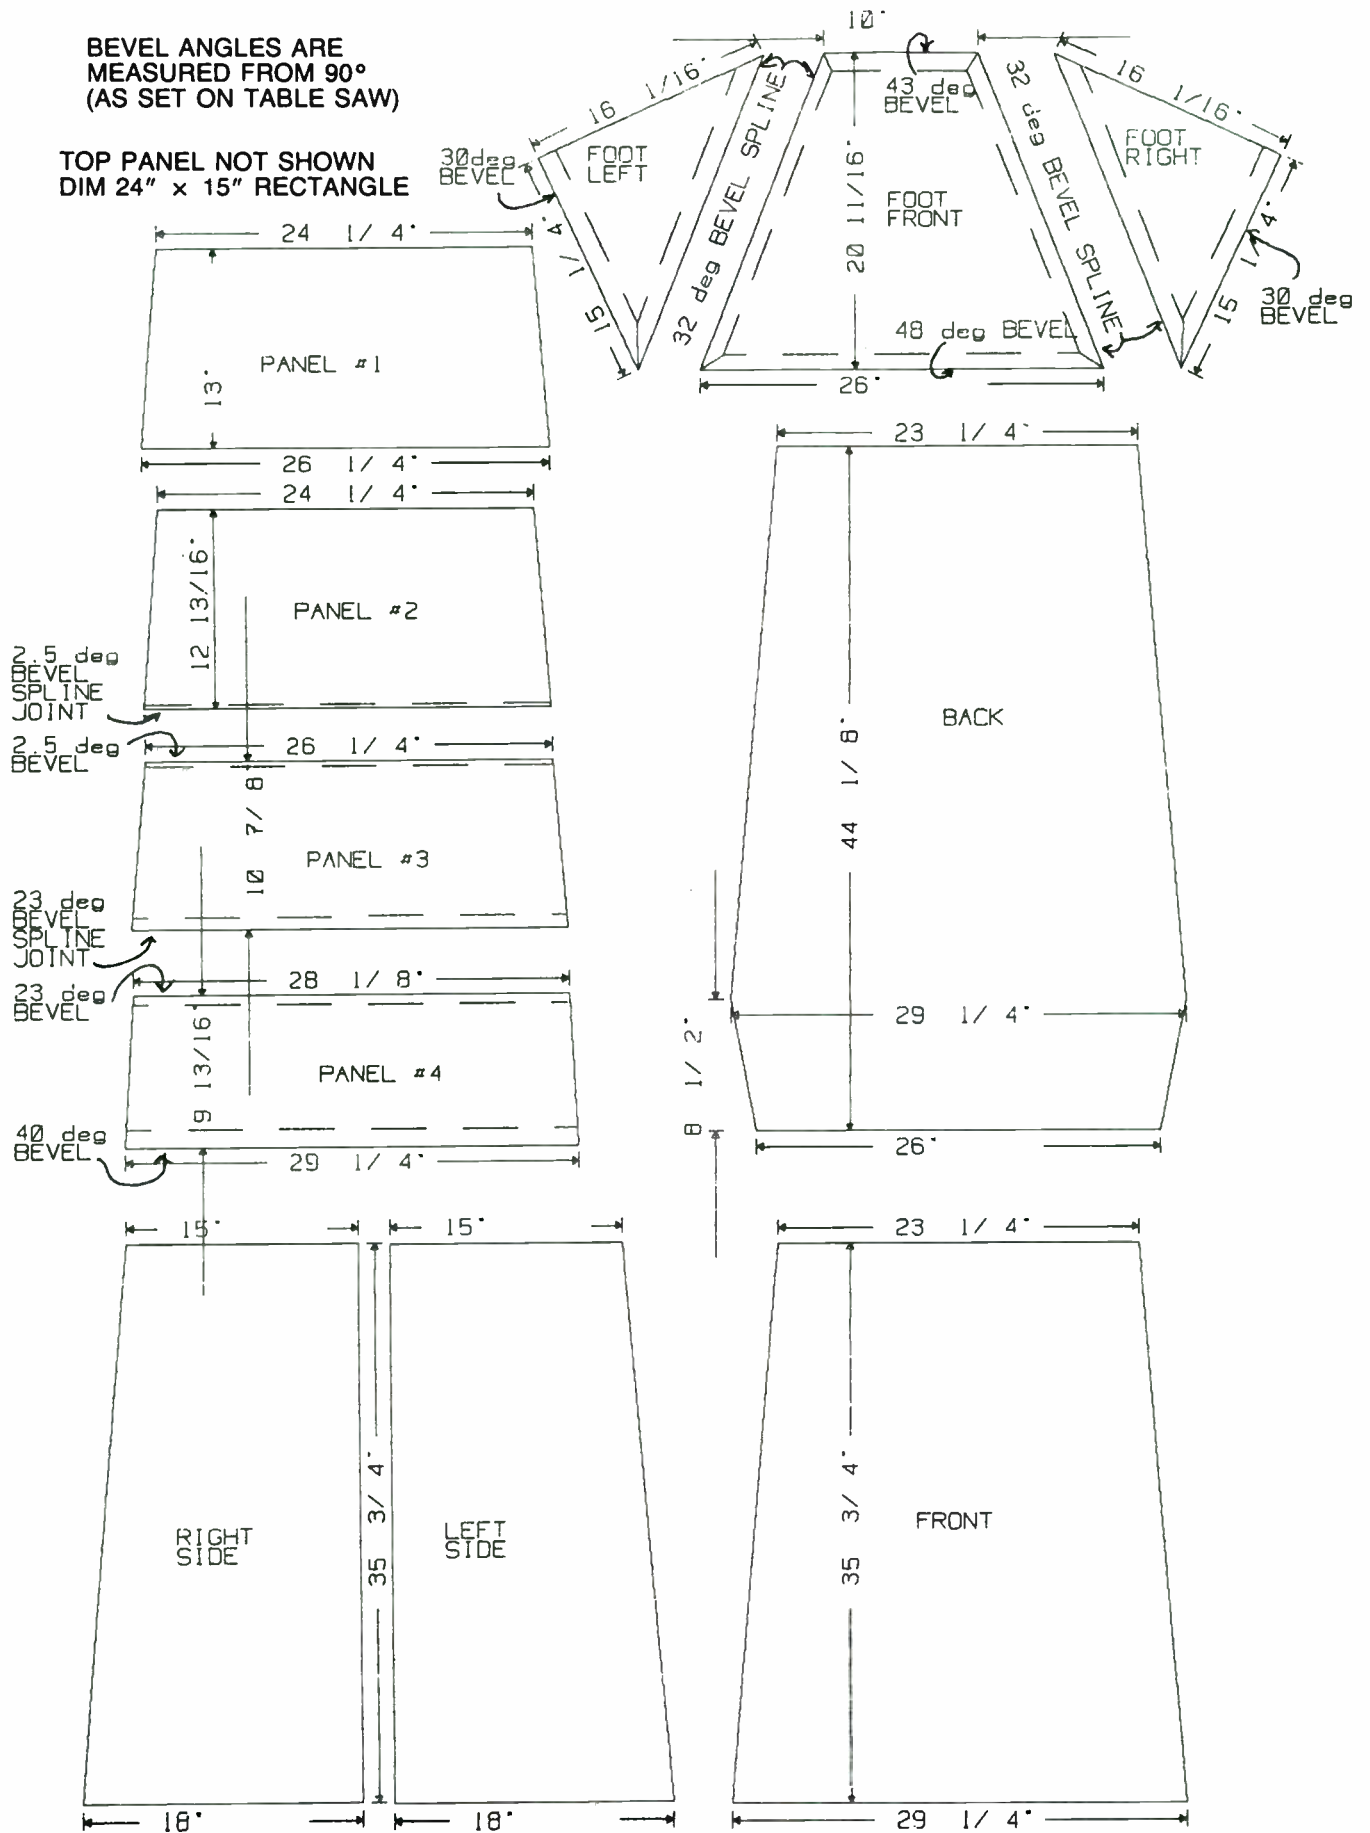 BEVEL ANGLES ARE
MEASURED FROM 90°
(AS SET ON TABLE SAW)
TOP PANEL NOT SHOWN
DIM 24" × 15" RECTANGLE
10"
16 1/16"
FOOT
LEFT
30deg
BEVEL
15 1/ 4"
32 deg BEVEL SPLINE
43 deg
BEVEL
20 11/16"
FOOT
FRONT
48 deg BEVEL
26"
32 deg BEVEL SPLINE
16 1/16"
FOOT
RIGHT
15 1/ 4"
30 deg
BEVEL
24 1/ 4"
13"
PANEL #1
26 1/ 4"
24 1/ 4"
12 13/16"
PANEL #2
2.5 deg
BEVEL
SPLINE
JOINT
2.5 deg
BEVEL
26 1/ 4"
10 7/ 8"
PANEL #3
23 deg
BEVEL
SPLINE
JOINT
23 deg
BEVEL
28 1/ 8"
9 13/16"
PANEL #4
40 deg
BEVEL
29 1/ 4"
23 1/ 4"
44 1/ 8"
BACK
29 1/ 4"
8 1/ 2"
26"
15"
RIGHT
SIDE
18"
35 3/ 4"
15"
LEFT
SIDE
18"
23 1/ 4"
35 3/ 4"
FRONT
29 1/ 4"